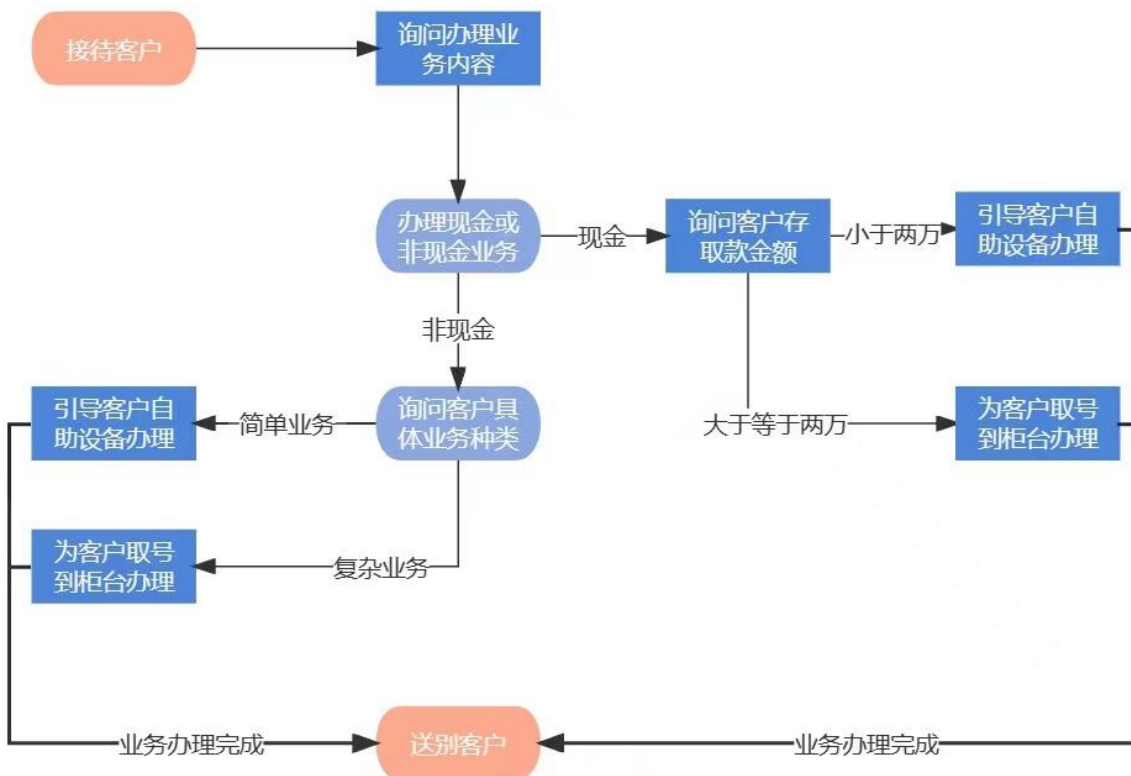 接待客户
询问办理业
务内容
办理现金或
非现金业务
现金
询问客户存
取款金额
小于两万
引导客户自
助设备办理
非现金
引导客户自
助设备办理
简单业务
询问客户具
体业务种类
大于等于两万
为客户取号
到柜台办理
为客户取号
到柜台办理
复杂业务
业务办理完成
送别客户
业务办理完成